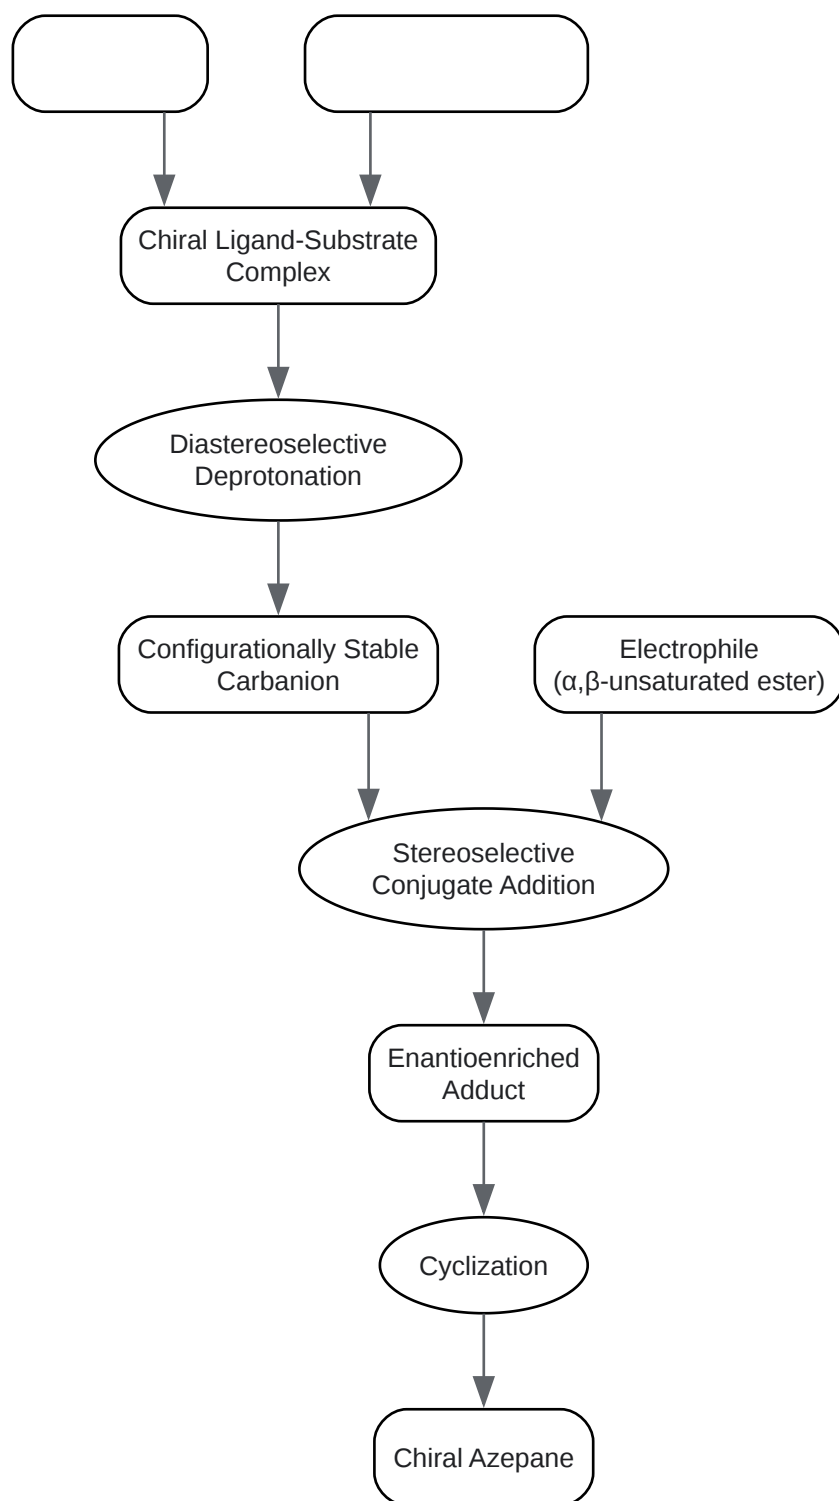 Chiral Ligand-Substrate
Complex
Diastereoselective
Deprotonation
Configurationally Stable
Carbanion
Electrophile
(α,β-unsaturated ester)
Stereoselective
Conjugate Addition
Enantioenriched
Adduct
Cyclization
Chiral Azepane